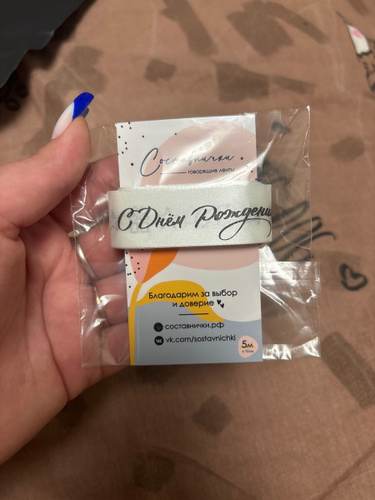 Составнички
говорящие ленты
С Днём Рождения
Благодарим за выбор
и доверие
составнички.рф
vk.com/sostavnichki
5м